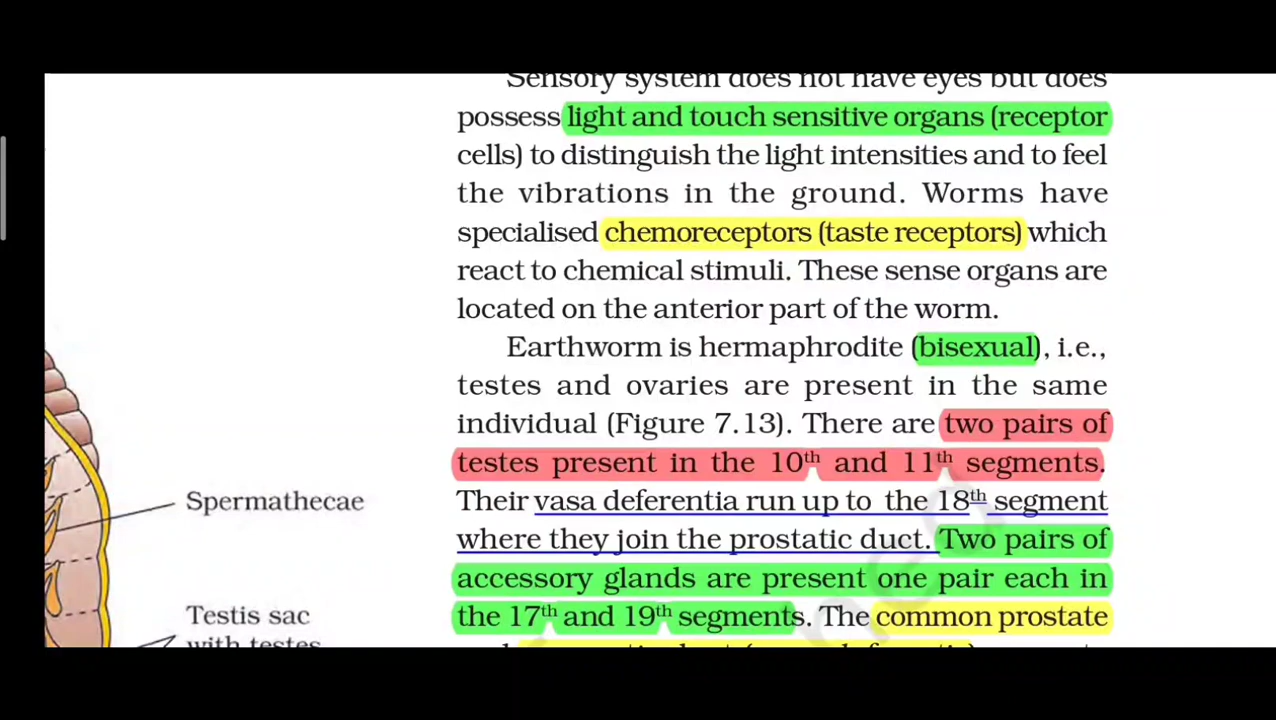 Sensory system does not have eyes but does
possess light and touch sensitive organs (receptor
cells) to distinguish the light intensities and to feel
the vibrations in the ground. Worms have
specialised chemoreceptors (taste receptors) which
react to chemical stimuli. These sense organs are
located on the anterior part of the worm.
Earthworm is hermaphrodite (bisexual), i.e.,
testes and ovaries are present in the same
individual (Figure 7.13). There are two pairs of
testes present in the 10th and 11th segments.
Their vasa deferentia run up to the 18th segment
where they join the prostatic duct. Two pairs of
accessory glands are present one pair each in
the 17th and 19th segments. The common prostate
Spermathecae
Testis sac
with testes